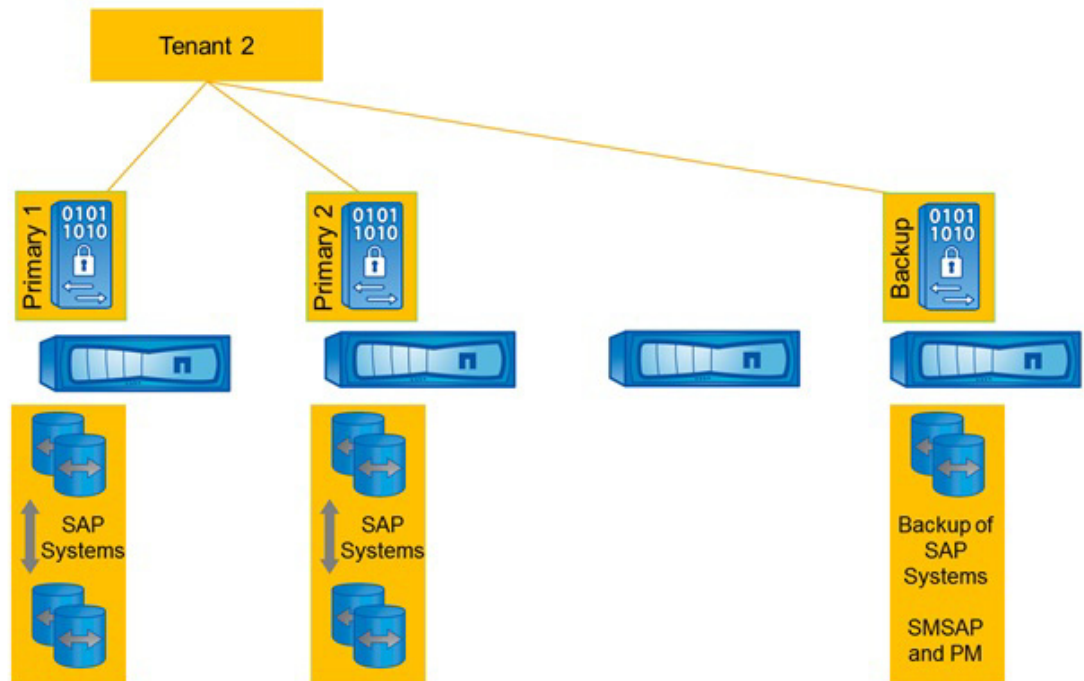 Tenant 2
Primary 1
0101
1010
Primary 2
0101
1010
Backup
0101
1010
SAP
Systems
SAP
Systems
Backup of
SAP
Systems
SMSAP
and PM